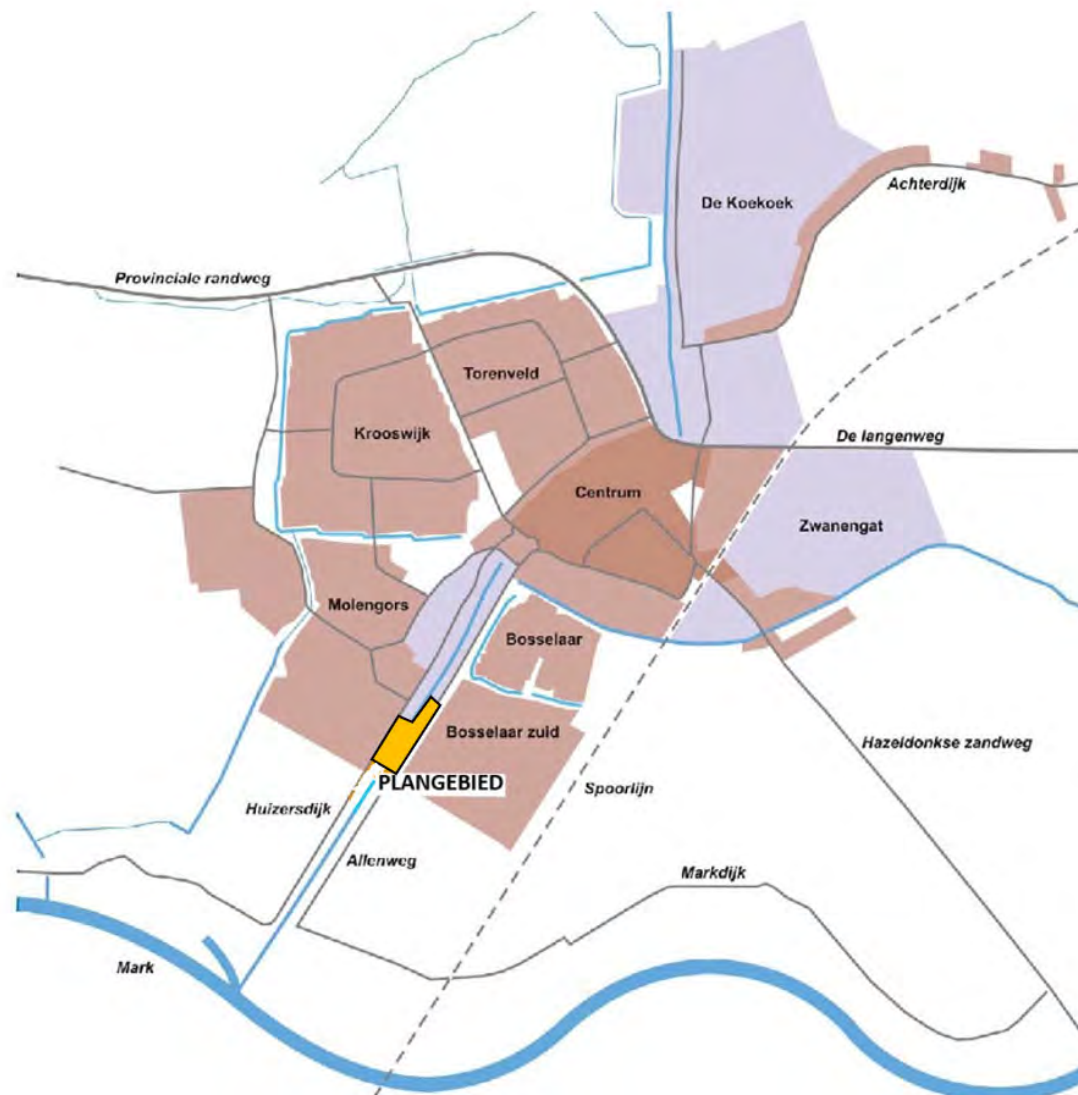 De Koekoek
Achterdijk
Provinciale randweg
Torenveld
Krooswijk
De langenweg
Centrum
Zwanengat
Molengors
Bosselaar
Bosselaar zuid
Hazeldonkse zandweg
PLANGEBIED
Spoorlijn
Huizersdijk
Allenweg
Markdijk
Mark